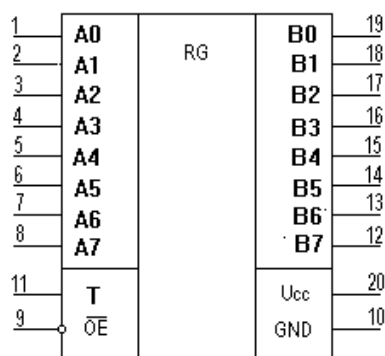 1 A0 RG B0 19
2 A1 B1 18
3 A2 B2 17
4 A3 B3 16
5 A4 B4 15
6 A5 B5 14
7 A6 B6 13
8 A7 B7 12
11 T Ucc 20
9 OE GND 10